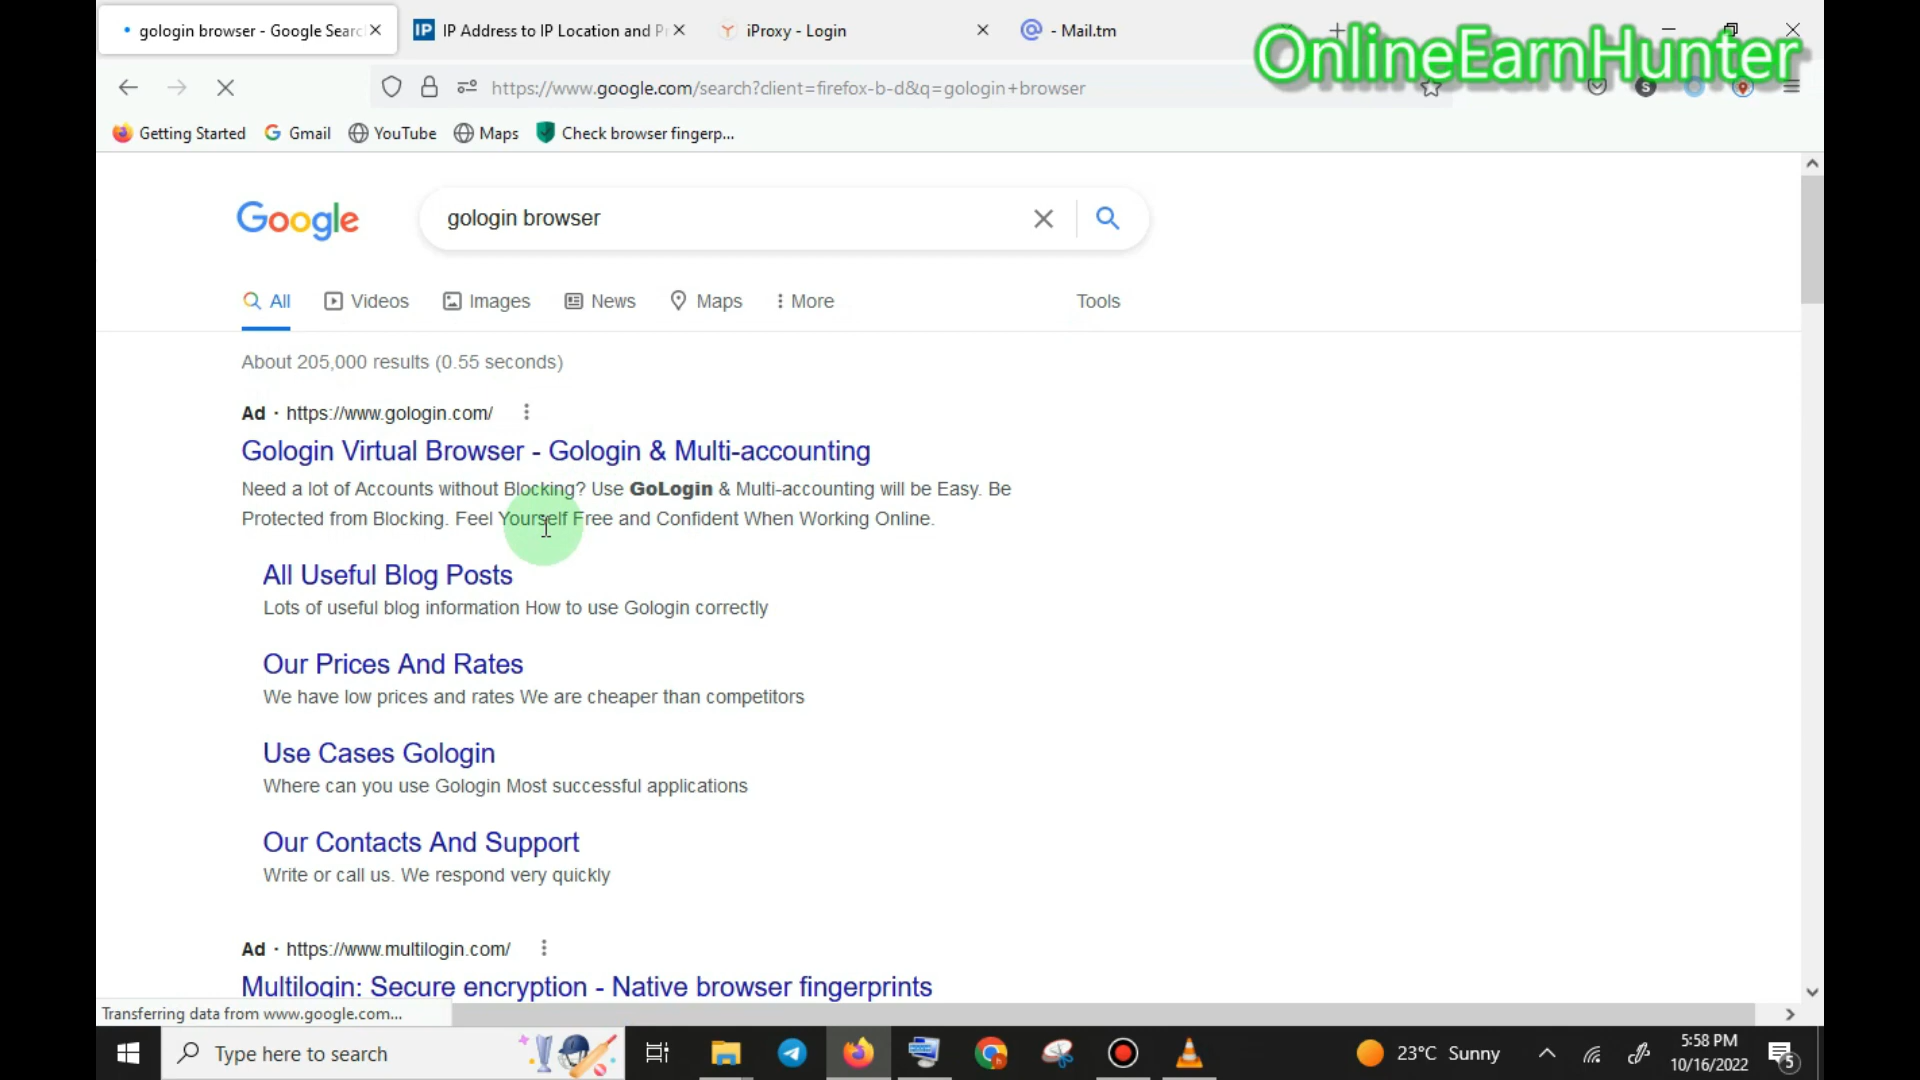 gologin browser - Google Searc
IP Address to IP Location and Pr
iProxy - Login
- Mail.tm
OnlineEarnHunter
https://www.google.com/search?client=firefox-b-d&q=gologin+browser
Getting Started
Gmail
YouTube
Maps
Check browser fingerp...
Google
gologin browser
All
Videos
Images
News
Maps
More
Tools
About 205,000 results (0.55 seconds)
Ad · https://www.gologin.com/
Gologin Virtual Browser - Gologin & Multi-accounting
Need a lot of Accounts without Blocking? Use GoLogin & Multi-accounting will be Easy. Be
Protected from Blocking. Feel Yourself Free and Confident When Working Online.
All Useful Blog Posts
Lots of useful blog information How to use Gologin correctly
Our Prices And Rates
We have low prices and rates We are cheaper than competitors
Use Cases Gologin
Where can you use Gologin Most successful applications
Our Contacts And Support
Write or call us. We respond very quickly
Ad · https://www.multilogin.com/
Multilogin: Secure encryption - Native browser fingerprints
Transferring data from www.google.com...
Type here to search
23°C Sunny
5:58 PM
10/16/2022
5